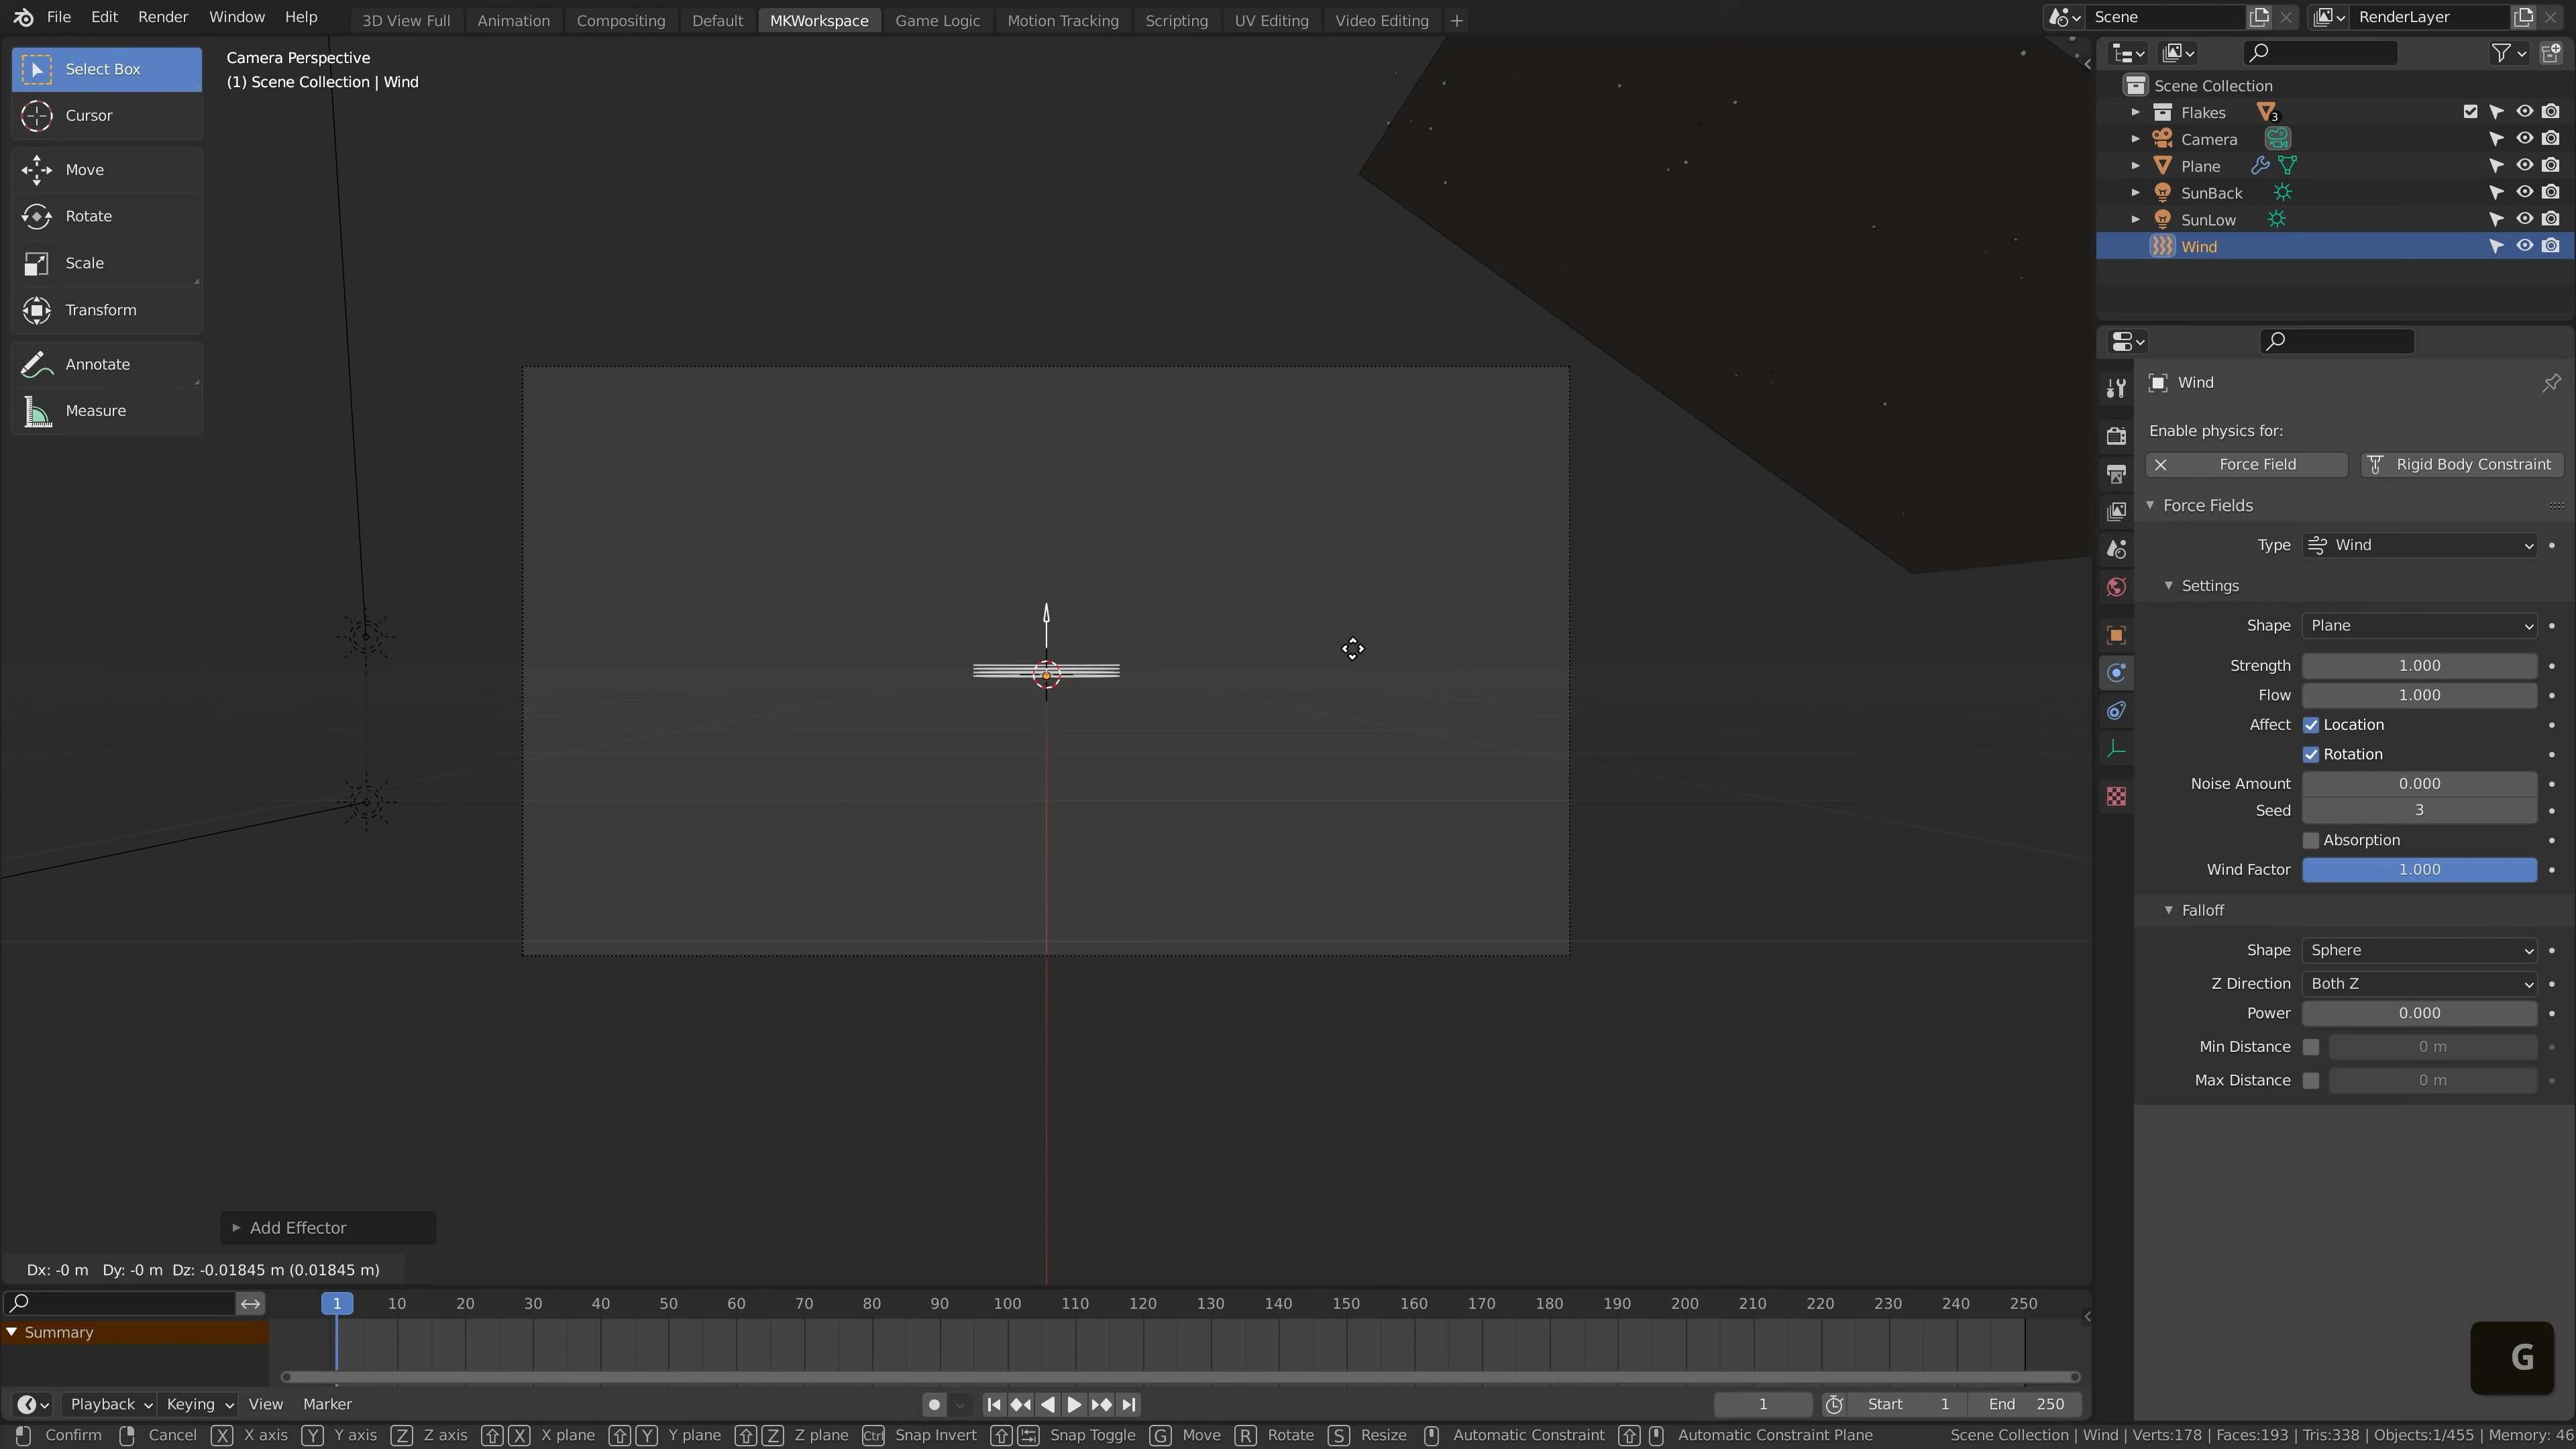 File Edit Render Window Help 3D View Full Animation Compositing Default MKWorkspace Game Logic Motion Tracking Scripting UV Editing Video Editing + Scene RenderLayer
Select Box
Cursor
Move
Rotate
Scale
Transform
Annotate
Measure
Camera Perspective
(1) Scene Collection | Wind
Scene Collection
Flakes 3
Camera
Plane
SunBack
SunLow
Wind
Wind
Enable physics for:
Force Field Rigid Body Constraint
Force Fields
Type Wind
Settings
Shape Plane
Strength 1.000
Flow 1.000
Affect Location
Rotation
Noise Amount 0.000
Seed 3
Absorption
Wind Factor 1.000
Falloff
Shape Sphere
Z Direction Both Z
Power 0.000
Min Distance 0 m
Max Distance 0 m
Add Effector
Dx: -0 m Dy: -0 m Dz: -0.01845 m (0.01845 m)
1 10 20 30 40 50 60 70 80 90 100 110 120 130 140 150 160 170 180 190 200 210 220 230 240 250
Summary
G
Playback Keying View Marker 1 Start 1 End 250
Confirm Cancel X X axis Y Y axis Z Z axis X X plane Y Y plane Z Z plane Ctrl Snap Invert Snap Toggle G Move R Rotate S Resize Automatic Constraint Automatic Constraint Plane Scene Collection | Wind | Verts:178 | Faces:193 | Tris:338 | Objects:1/455 | Memory: 40